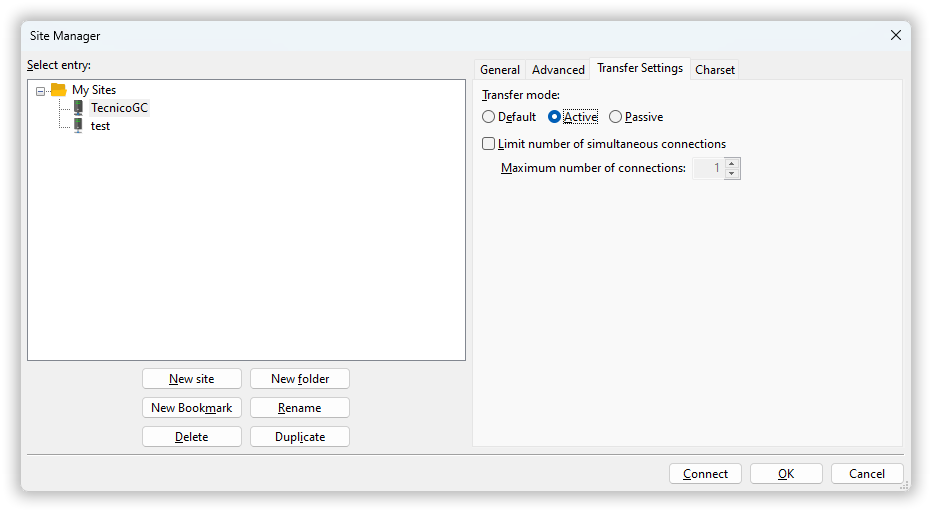 Site Manager
Select entry:
My Sites
TecnicoGC
test
New site
New folder
New Bookmark
Rename
Delete
Duplicate
General
Advanced
Transfer Settings
Charset
Transfer mode:
Default
Active
Passive
Limit number of simultaneous connections
Maximum number of connections: 1
Connect
OK
Cancel